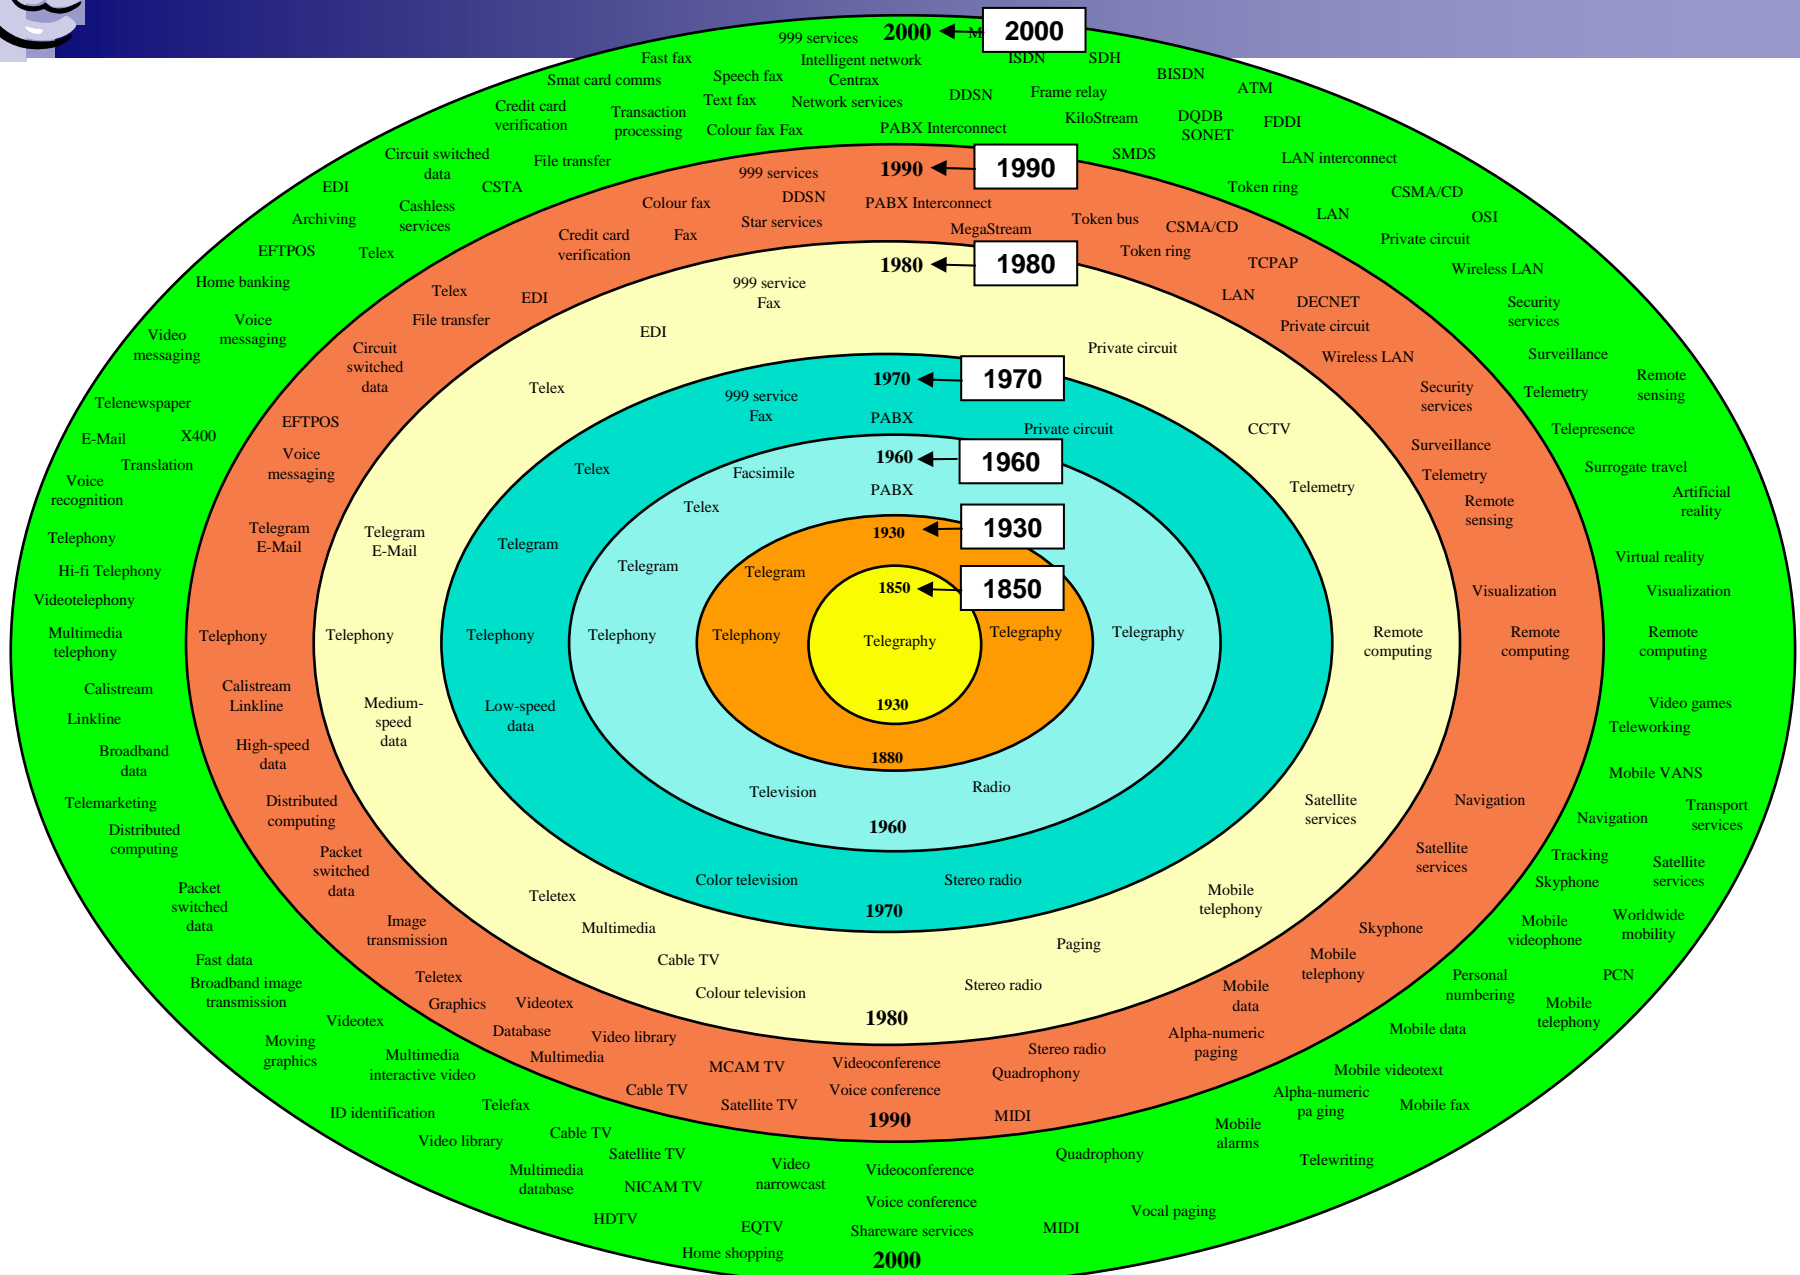 2000
2000
M
999 services
Fast fax
Intelligent network
ISDN
SDH
Smat card comms
Speech fax
Centrax
BISDN
ATM
Credit card
verification
Transaction
processing
Text fax
Network services
DDSN
Frame relay
KiloStream
DQDB
SONET
FDDI
Colour fax Fax
PABX Interconnect
Circuit switched
data
File transfer
SMDS
LAN interconnect
EDI
CSTA
Token ring
CSMA/CD
Archiving
Cashless
services
LAN
OSI
EFTPOS
Telex
Private circuit
Home banking
Wireless LAN
Video
messaging
Voice
messaging
Security
services
Surveillance
Telenewspaper
Telemetry
Remote
sensing
E-Mail
X400
Telepresence
Translation
Surrogate travel
Voice
recognition
Artificial
reality
Telephony
Virtual reality
Hi-fi Telephony
Visualization
Videotelephony
Multimedia
telephony
Remote
computing
Calistream
Video games
Linkline
Teleworking
Broadband
data
Mobile VANS
Telemarketing
Transport
services
Navigation
Distributed
computing
Tracking
Satellite
services
Skyphone
Packet
switched
data
Mobile
videophone
Worldwide
mobility
Fast data
Personal
numbering
PCN
Broadband image
transmission
Mobile
telephony
Videotex
Mobile data
Moving
graphics
Multimedia
interactive video
Mobile videotext
ID identification
Telefax
Alpha-numeric
pa ging
Mobile fax
Video library
Cable TV
Mobile
alarms
Satellite TV
Quadrophony
Telewriting
Multimedia
database
NICAM TV
Video
narrowcast
Videoconference
Voice conference
HDTV
EQTV
Shareware services
MIDI
Vocal paging
Home shopping
2000
1990
1990
999 services
Colour fax
DDSN
PABX Interconnect
Star services
MegaStream
Token bus
CSMA/CD
Credit card
verification
Fax
Token ring
TCPAP
Telex
EDI
LAN
DECNET
File transfer
Private circuit
Circuit
switched
data
Wireless LAN
Security
services
EFTPOS
Voice
messaging
Surveillance
Telemetry
Remote
sensing
Telegram
E-Mail
Visualization
Telephony
Remote
computing
Calistream
Linkline
High-speed
data
Distributed
computing
Navigation
Packet
switched
data
Satellite
services
Image
transmission
Skyphone
Mobile
telephony
Teletex
Graphics
Videotex
Mobile
data
Database
Video library
Alpha-numeric
paging
Multimedia
MCAM TV
Videoconference
Stereo radio
Quadrophony
Cable TV
Voice conference
Satellite TV
MIDI
1990
1980
1980
999 service
Fax
EDI
Private circuit
Telex
CCTV
Telemetry
Telegram
E-Mail
Telephony
Remote
computing
Medium-
speed
data
Satellite
services
Teletex
Mobile
telephony
Multimedia
Paging
Cable TV
Colour television
Stereo radio
1980
1970
1970
999 service
Fax
PABX
Private circuit
Telex
Telegram
Telephony
Low-speed
data
Color television
Stereo radio
1970
1960
1960
Facsimile
PABX
Telex
Telegram
Telephony
Telegraphy
Television
Radio
1960
1930
1930
Telegram
Telephony
Telegraphy
1880
1850
1850
Telegraphy
1930